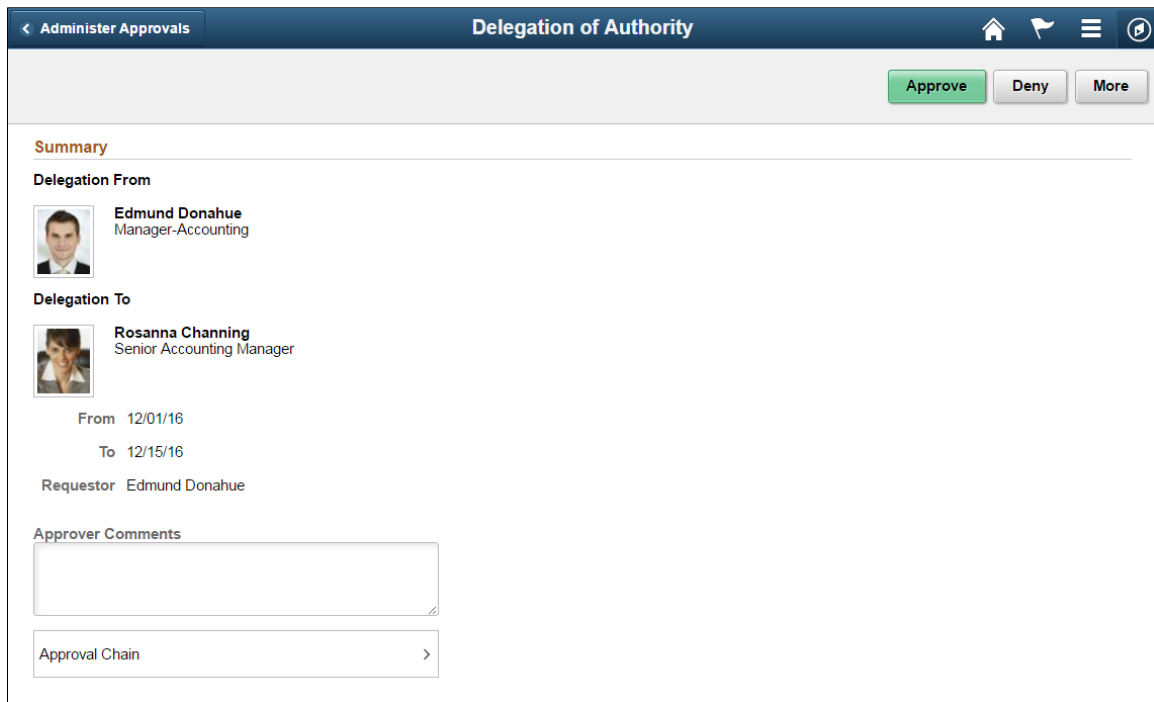 Administer Approvals
Delegation of Authority
Approve
Deny
More
Summary
Delegation From
Edmund Donahue
Manager-Accounting
Delegation To
Rosanna Channing
Senior Accounting Manager
From 12/01/16
To 12/15/16
Requestor Edmund Donahue
Approver Comments
Approval Chain